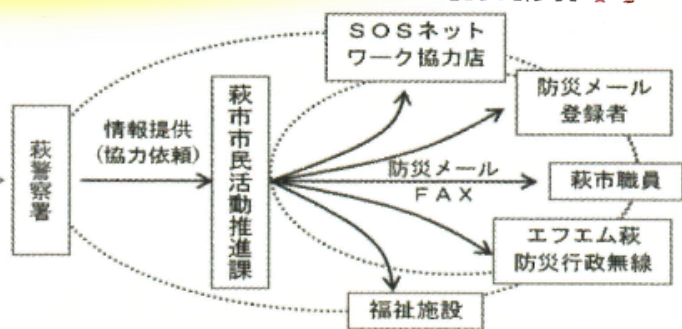 SOSネット
ワーク協力店
防災メール
登録者
萩警察署
情報提供
(協力依頼)
萩市市民活動推進課
防災メール
FAX
萩市職員
エフエム萩
防災行政無線
福祉施設